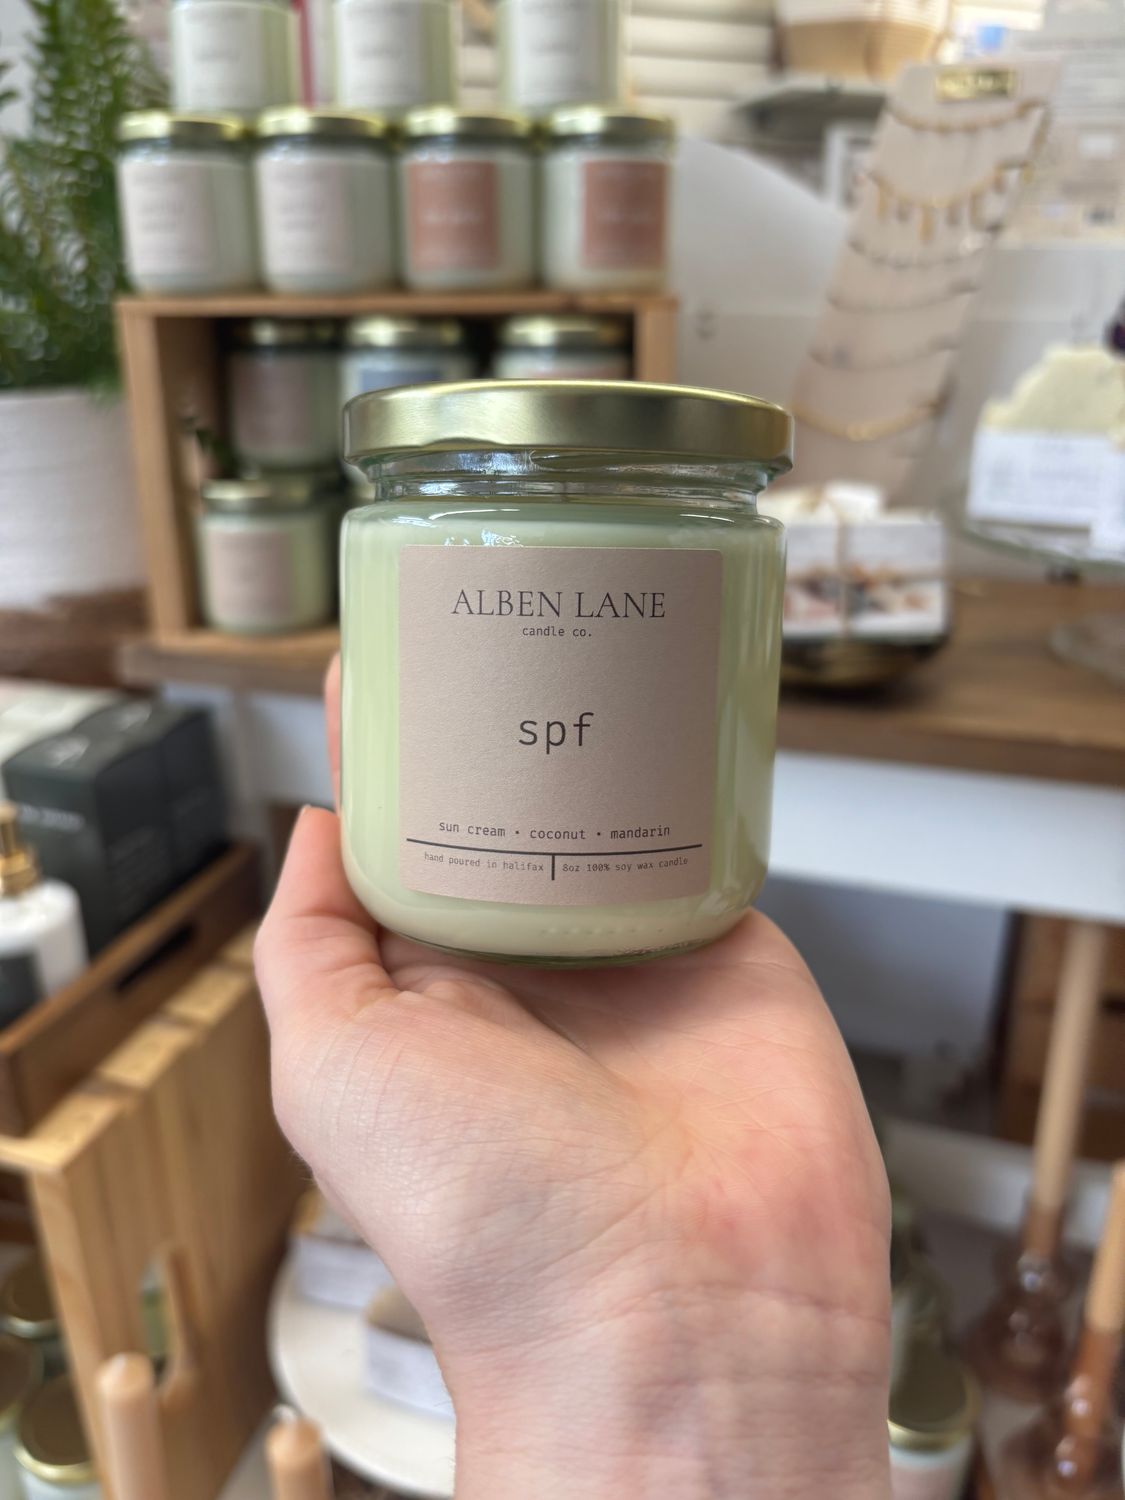 ALBEN LANE
candle co.
spf
sun cream • coconut • mandarin
hand poured in halifax | 8oz 100% soy wax candle